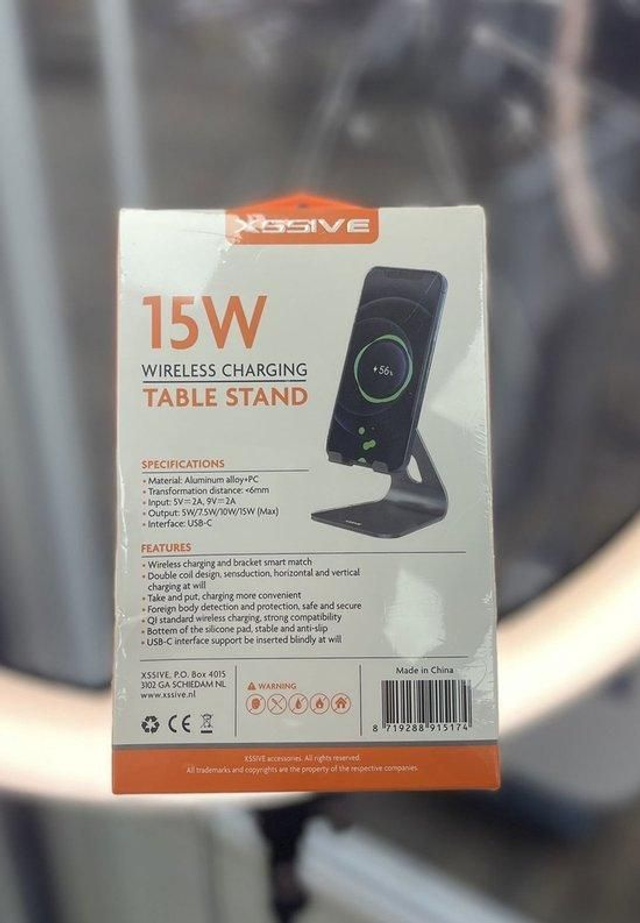 XSSIVE
15W
WIRELESS CHARGING
TABLE STAND
56%
SPECIFICATIONS
• Material: Aluminum alloy+PC
• Transformation distance: <6mm
• Input: 5V⎓2A, 9V⎓2A
• Output: 5W/7.5W/10W/15W (Max)
• Interface: USB-C
FEATURES
• Wireless charging and bracket smart match
• Double coil design, sensduction, horizontal and vertical
charging at will
• Take and put, charging more convenient
• Foreign body detection and protection, safe and secure
• QI standard wireless charging, strong compatibility
• Bottem of the silicone pad, stable and anti-slip
• USB-C interface support be inserted blindly at will
XSSIVE, P.O. Box 4015
3102 GA SCHIEDAM NL
www.xssive.nl
CE
WARNING
Made in China
8 719288 915174
XSSIVE accessories. All rights reserved.
All trademarks and copyrights are the property of the respective companies.